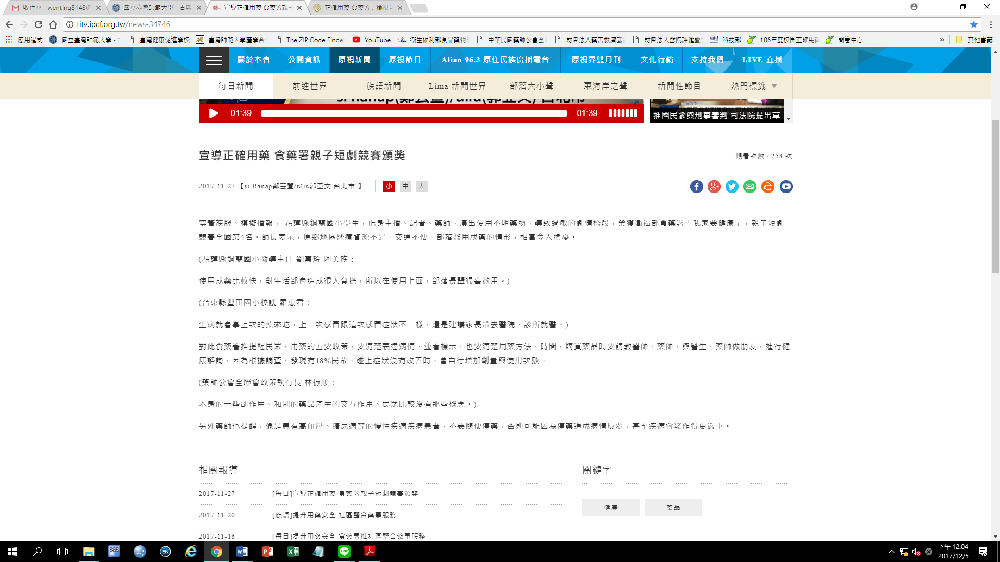 收件匣 - wenting8148@
國立臺灣師範大學 - 古典
宣導正確用藥 食藥署親子
正確用藥 食藥署：檢視
titv.ipcf.org.tw/news-34746
應用程式
國立臺灣師範大學 - 古
臺灣健康促進學校
臺灣師範大學產學合
The ZIP Code Finder
YouTube
衛生福利部食品藥物
中華民國藥師公會全
財團法人藥害救濟基
財團法人醫院評鑑暨
科技部
106年度校園正確用藥
問卷中心
»
其他書籤
關於本會
公開資訊
原視新聞
原視節目
Alian 96.3 原住民族廣播電台
原視界雙月刊
文化行銷
支持我們
LIVE 直播
每日新聞
前進世界
族語新聞
Lima 新聞世界
部落大小聲
東海岸之聲
新聞性節目
熱門標籤 ▼
si Ranap(鄭芸萱)/uliu(郭亞文) 台北市
台北市
01:39
01:39
推國民參與刑事審判 司法院提出草
宣導正確用藥 食藥署親子短劇競賽頒獎
觀看次數 / 258 次
2017-11-27 【si Ranap鄭芸萱/uliu郭亞文 台北市 】
小
中
大
穿著族服、模擬播報， 花蓮縣銅蘭國小學生，化身主播、記者、藥師，演出使用不明藥物，導致過敏的劇情橋段，榮獲衛福部食藥署「我家要健康」，親子短劇
競賽全國第4名。師長表示，原鄉地區醫療資源不足、交通不便，部落濫用成藥的情形，相當令人擔憂。
(花蓮縣銅蘭國小教導主任 劉惠玲 阿美族：
使用成藥比較快，對生活部會造成很大負擔，所以在使用上面，部落長輩很喜歡用。)
(台東縣豐田國小校護 羅惠君：
生病就會拿上次的藥來吃，上一次感冒跟這次感冒症狀不一樣，還是建議家長帶去醫院、診所就醫。)
對此食藥署推提醒民眾，用藥的五要政策，要清楚表達病情、並看標示、也要清楚用藥方法、時間，購買藥品時要請教醫師、藥師，與醫生、藥師做朋友，進行健
康諮詢，因為根據調查，發現有18%民眾，碰上症狀沒有改善時，會自行增加劑量與使用次數。
(藥師公會全聯會政策執行長 林振順：
本身的一些副作用、和別的藥品產生的交互作用、民眾比較沒有那些概念。)
另外藥師也提醒，像是患有高血壓、糖尿病等的慢性疾病疾病患者，不要隨便停藥，否則可能因為停藥造成病情反覆，甚至疾病會發作得更嚴重。
相關報導
關鍵字
2017-11-27 [每日]宣導正確用藥 食藥署親子短劇競賽頒獎
健康
藥品
2017-11-20 [族語]提升用藥安全 社區整合藥事服務
2017-11-16 [每日]提升用藥安全 食藥署推社區整合藥事服務
下午 12:04
2017/12/5